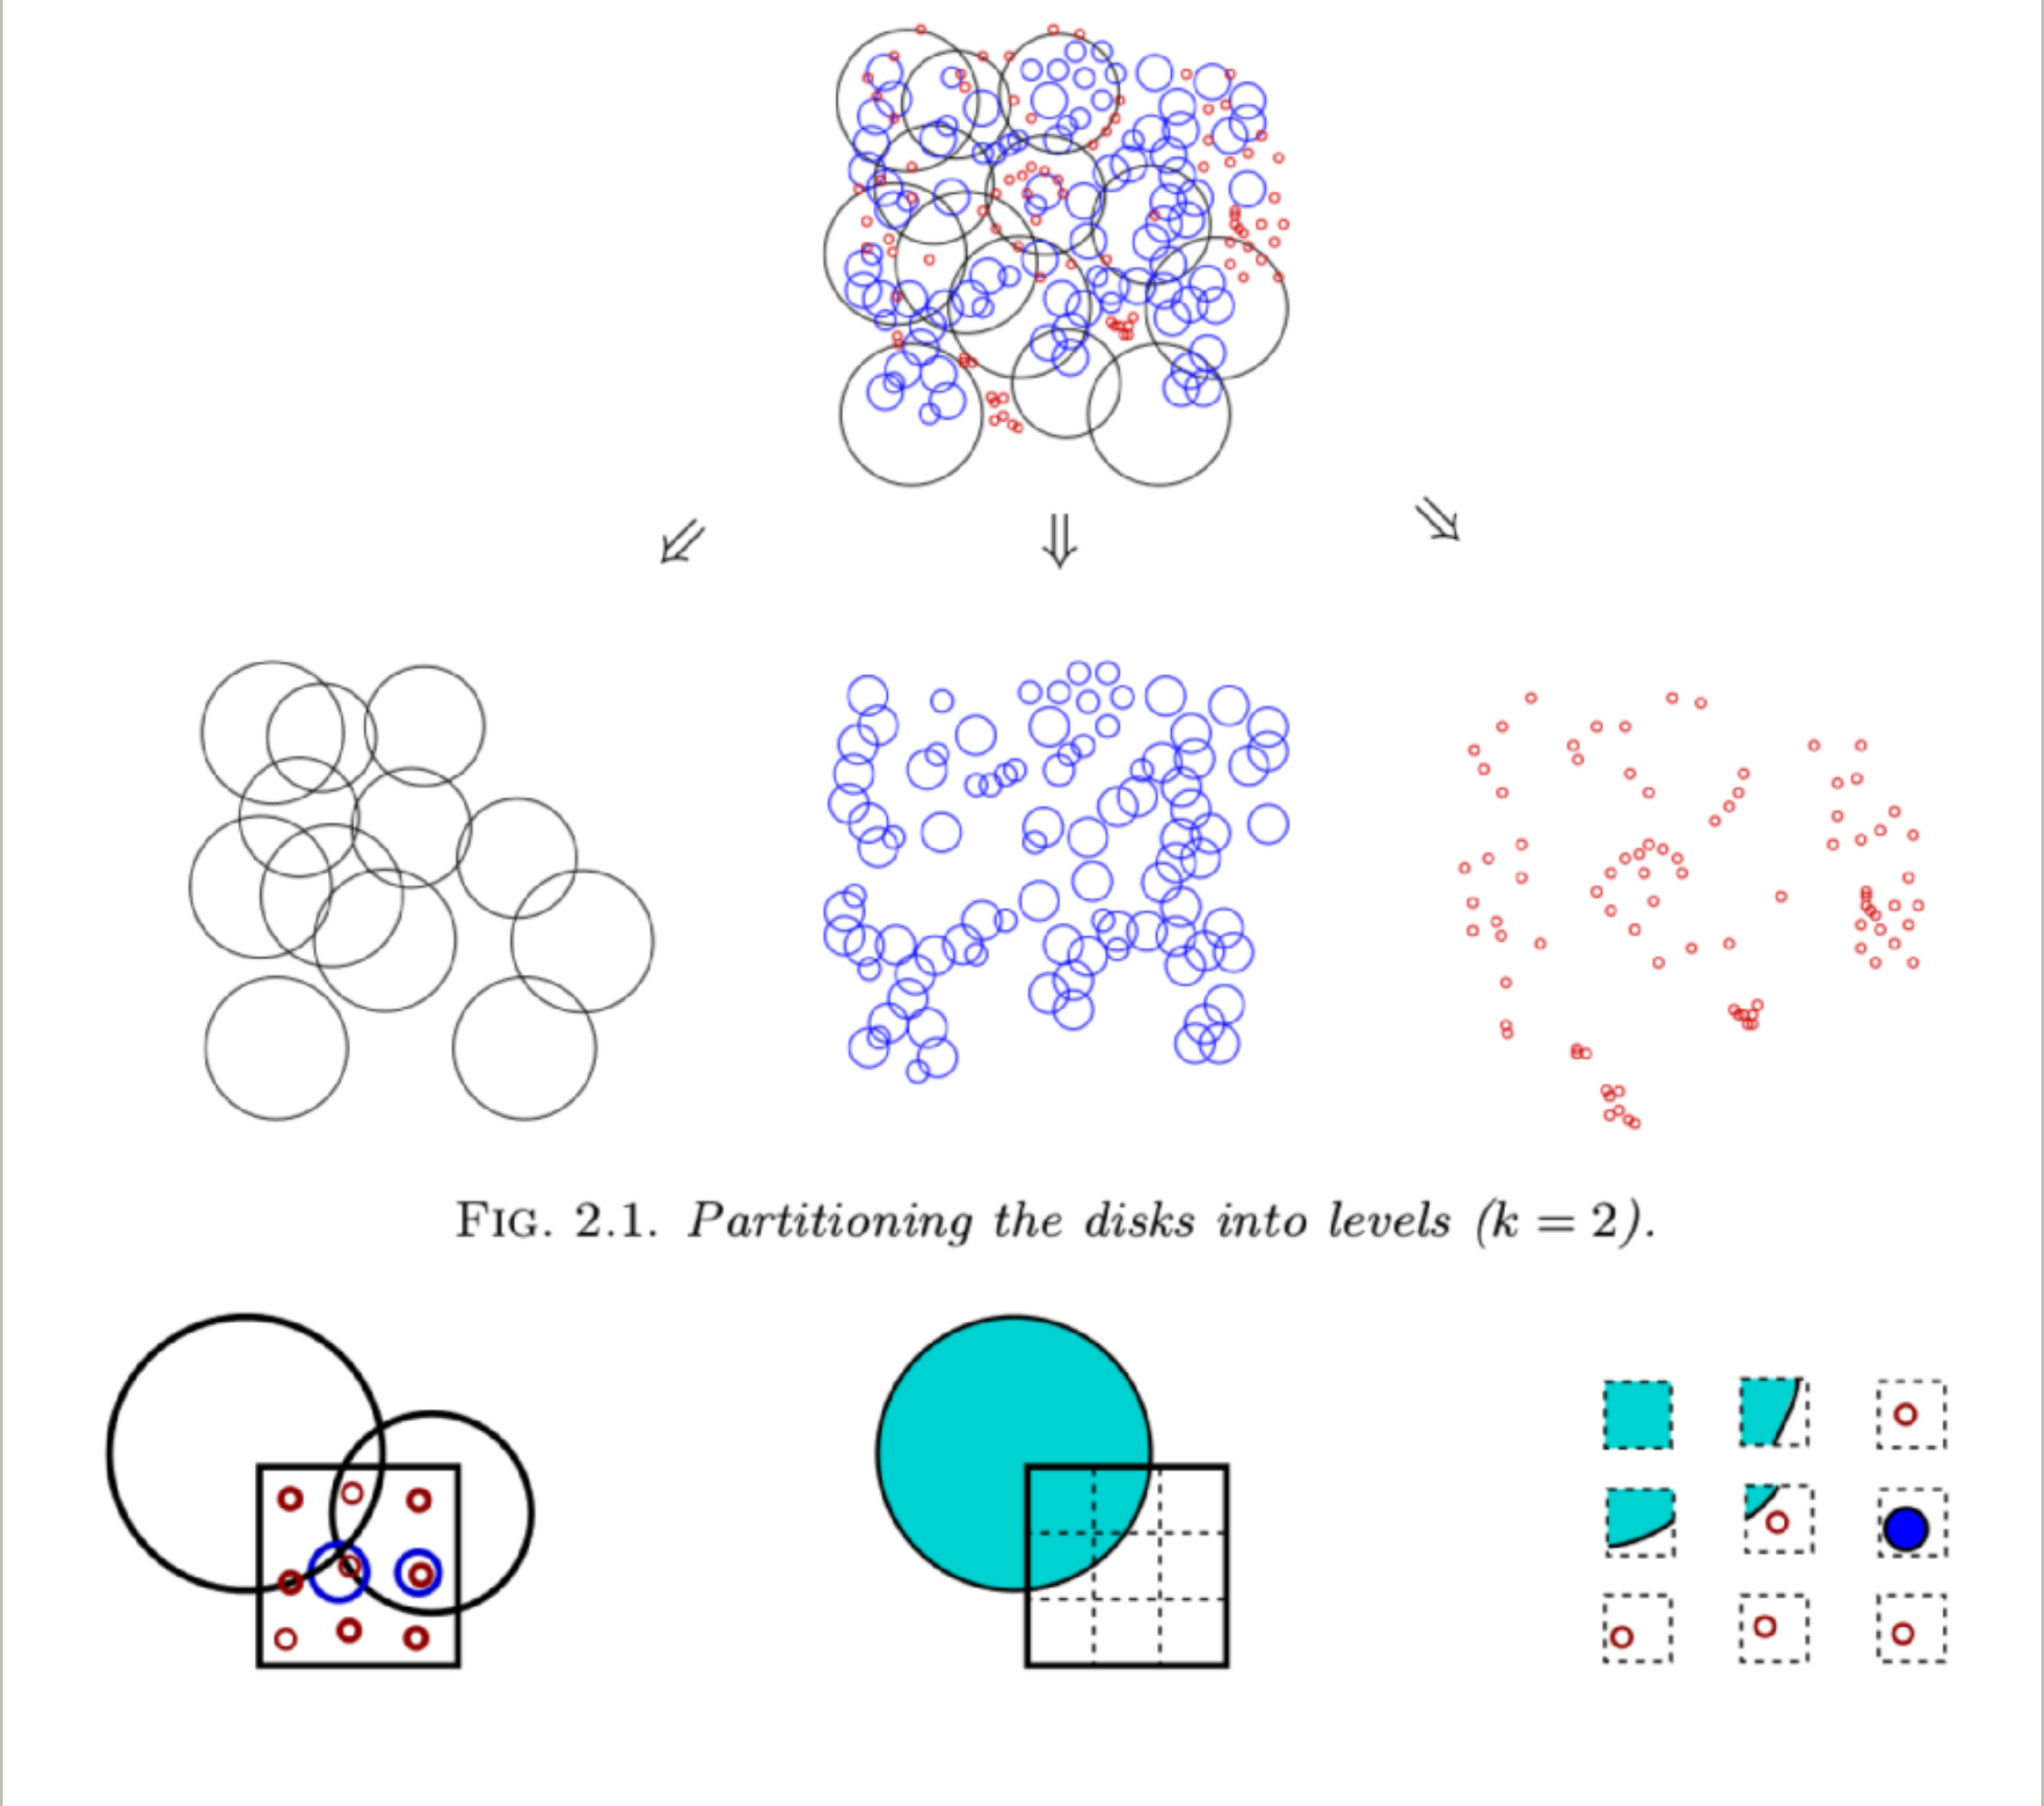 FIG. 2.1. Partitioning the disks into levels (k = 2).